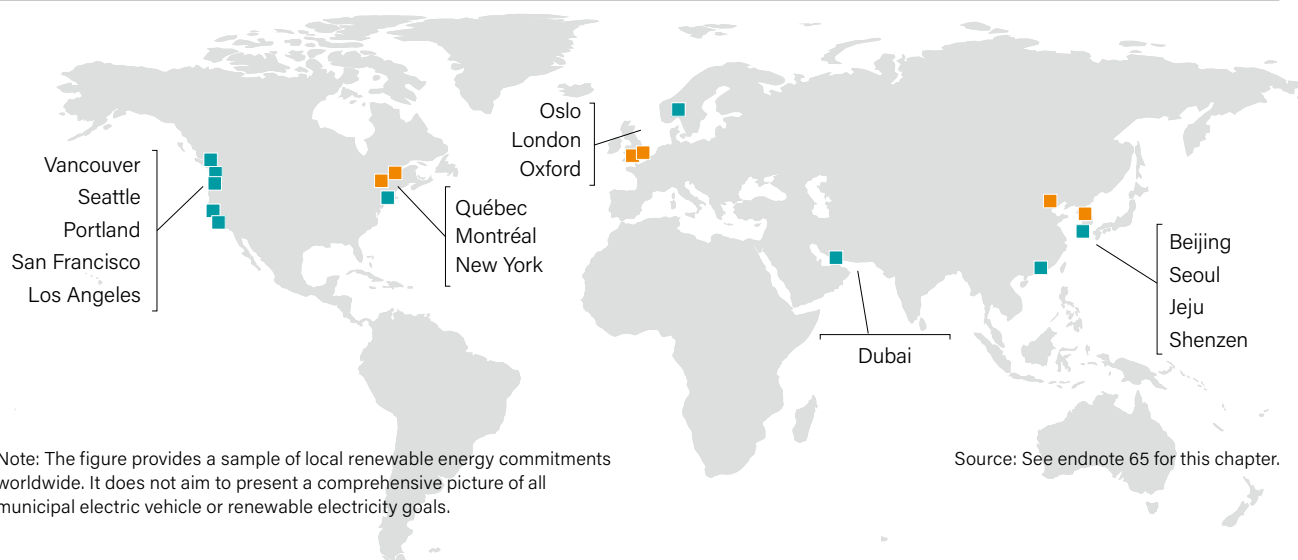 Vancouver
Seattle
Portland
San Francisco
Los Angeles
Québec
Montréal
New York
Oslo
London
Oxford
Dubai
Beijing
Seoul
Jeju
Shenzen
Note: The figure provides a sample of local renewable energy commitments
worldwide. It does not aim to present a comprehensive picture of all
municipal electric vehicle or renewable electricity goals.
Source: See endnote 65 for this chapter.